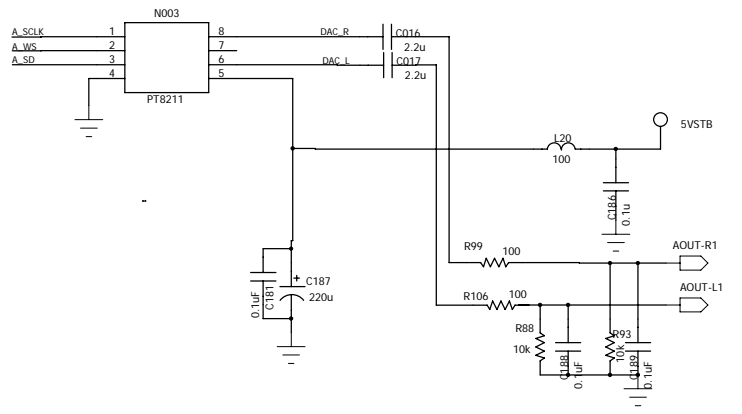 N003
A_SCLK 1 8 DAC_R C016
A_WS 2 7 2.2u
A_SD 3 6 DAC_L C017
4 5 2.2u
PT8211
5VSTB
L20
100
C186
0.1u
R99 100 AOUT-R1
+ C187
220u
0.1uF
C181
R106 100 AOUT-L1
R88 R93
10k 10k
C188
0.1uF
C189
0.1uF